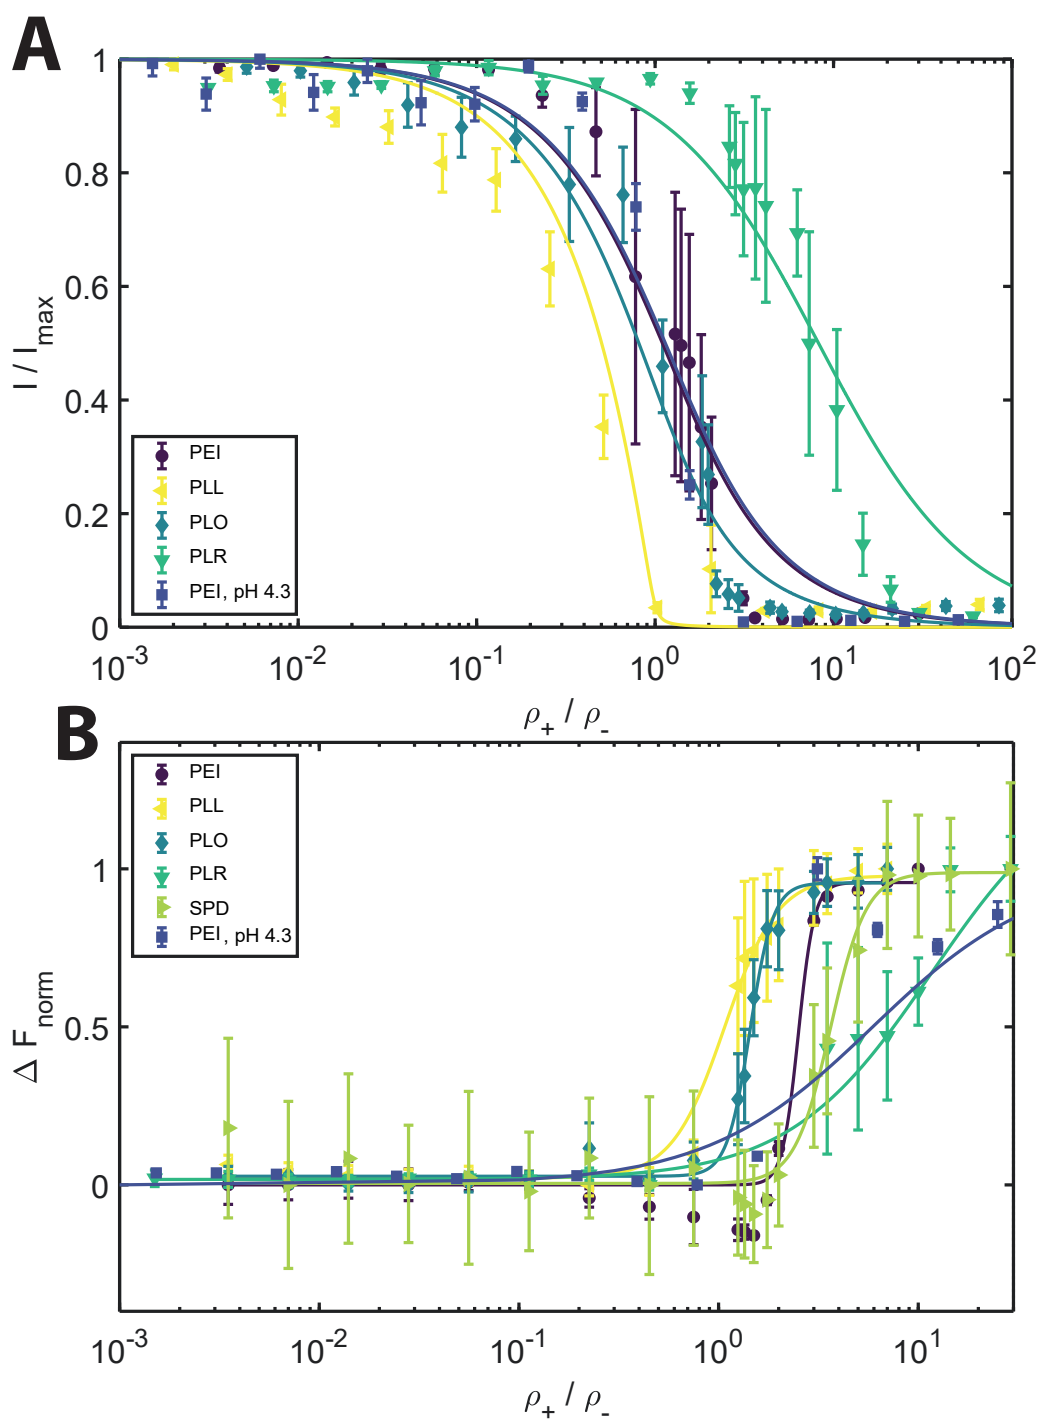 A
1
0.8
0.6
0.4
0.2
0
I / I_max
PEI
PLL
PLO
PLR
PEI, pH 4.3
10^-3 10^-2 10^-1 10^0 10^1 10^2
ρ+ / ρ-
B
1
0.5
0
Δ F_norm
PEI
PLL
PLO
PLR
SPD
PEI, pH 4.3
10^-3 10^-2 10^-1 10^0 10^1
ρ+ / ρ-